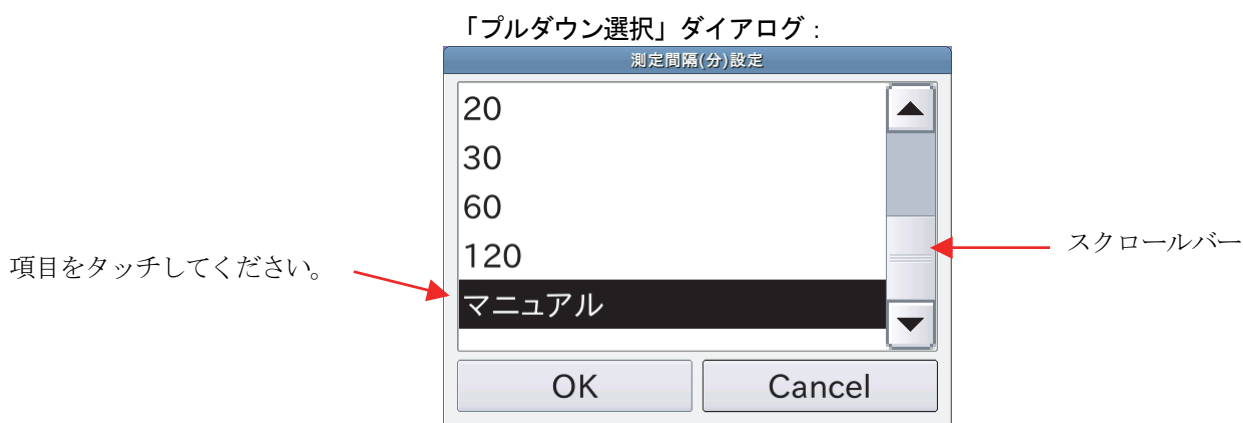 「プルダウン選択」ダイアログ：
測定間隔(分)設定
20
30
60
120
マニュアル
項目をタッチしてください。
スクロールバー
OK
Cancel